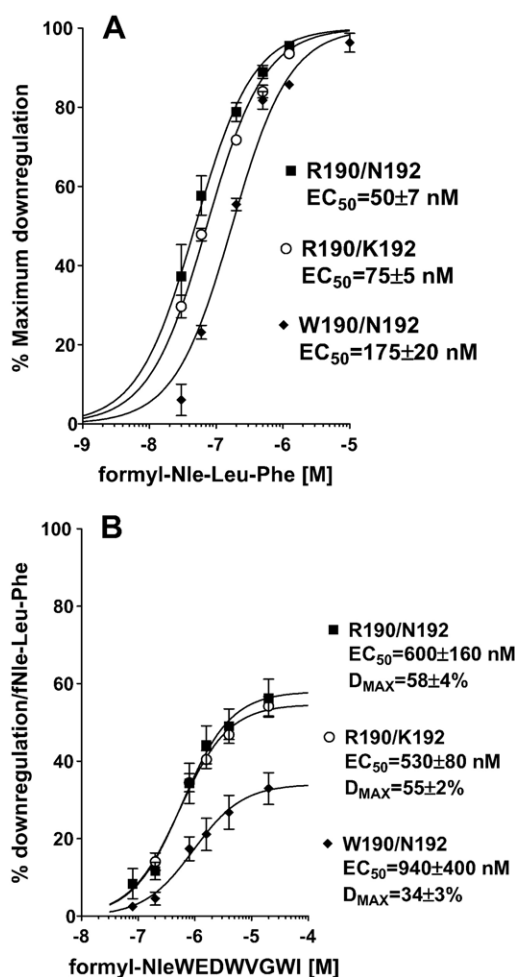 A
% Maximum downregulation
100
80
60
40
20
0
-9 -8 -7 -6 -5
formyl-Nle-Leu-Phe [M]
R190/N192
EC50=50±7 nM
R190/K192
EC50=75±5 nM
W190/N192
EC50=175±20 nM
B
% downregulation/fNle-Leu-Phe
100
80
60
40
20
0
-8 -7 -6 -5 -4
formyl-NleWEDWVGWI [M]
R190/N192
EC50=600±160 nM
DMAX=58±4%
R190/K192
EC50=530±80 nM
DMAX=55±2%
W190/N192
EC50=940±400 nM
DMAX=34±3%